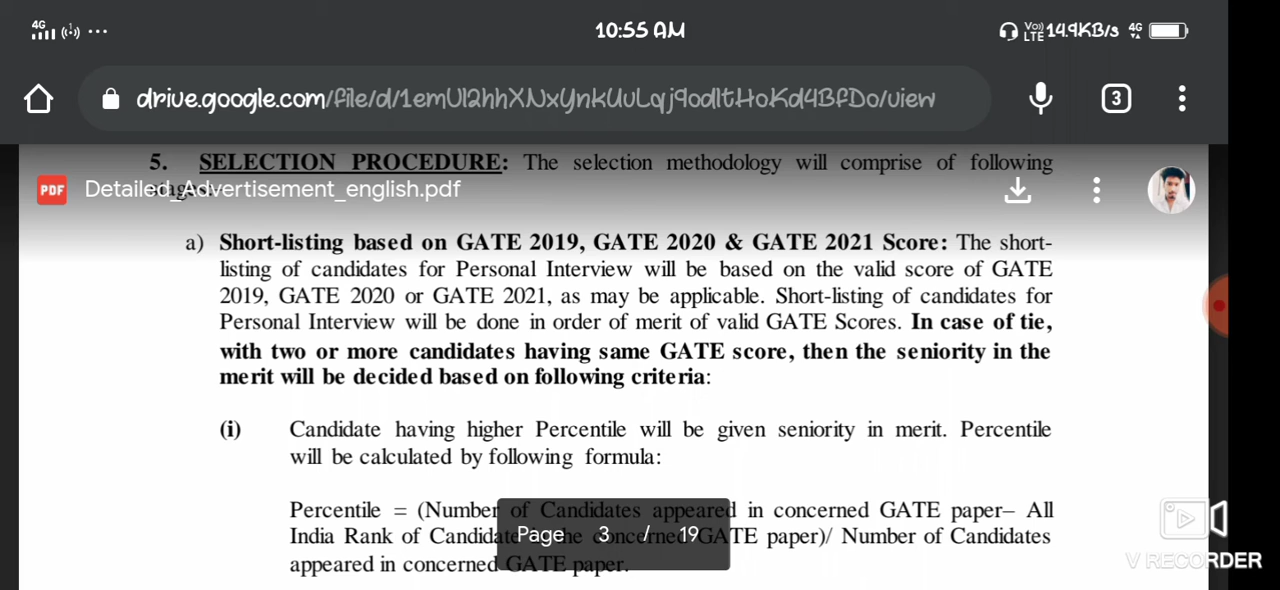 4G 10:55 AM Vo) LTE 14.9KB/s 4G
drive.google.com/file/d/ /view 3
5. SELECTION PROCEDURE: The selection methodology will comprise of following
PDF Detailed_Advertisement_english.pdf
a) Short-listing based on GATE 2019, GATE 2020 & GATE 2021 Score: The short-
listing of candidates for Personal Interview will be based on the valid score of GATE
2019, GATE 2020 or GATE 2021, as may be applicable. Short-listing of candidates for
Personal Interview will be done in order of merit of valid GATE Scores. In case of tie,
with two or more candidates having same GATE score, then the seniority in the
merit will be decided based on following criteria:
(i) Candidate having higher Percentile will be given seniority in merit. Percentile
will be calculated by following formula:
Percentile = (Number of Candidates appeared in concerned GATE paper– All
India Rank of Candidate in the concerned GATE paper)/ Number of Candidates
Page 3 / 19
appeared in concerned GATE paper.
V RECORDER